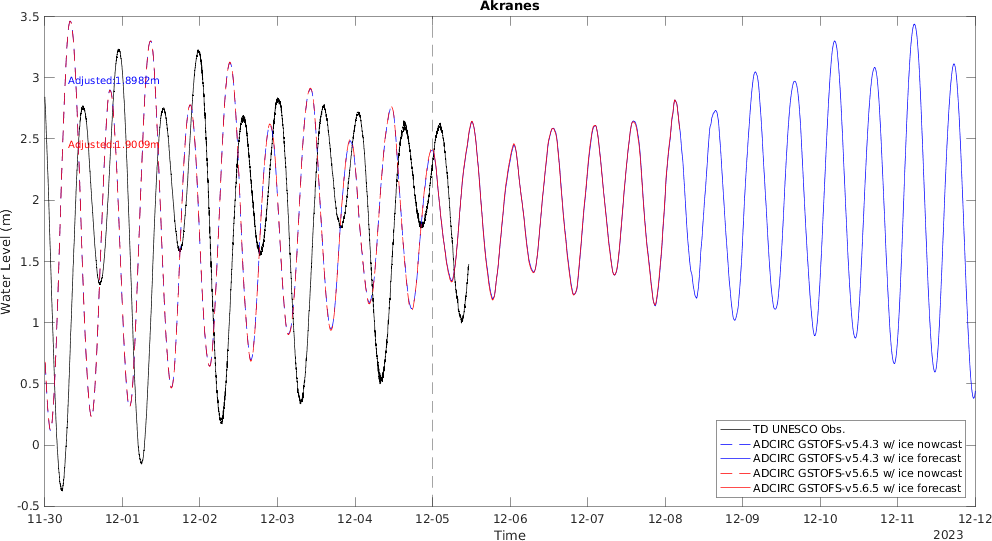 Akranes
Water Level (m)
3.5
3
2.5
2
1.5
1
0.5
0
-0.5
Adjusted:1.8982m
Adjusted:1.9009m
TD UNESCO Obs.
ADCIRC GSTOFS-v5.4.3 w/ ice nowcast
ADCIRC GSTOFS-v5.4.3 w/ ice forecast
ADCIRC GSTOFS-v5.6.5 w/ ice nowcast
ADCIRC GSTOFS-v5.6.5 w/ ice forecast
11-30 12-01 12-02 12-03 12-04 12-05 12-06 12-07 12-08 12-09 12-10 12-11 12-12
Time
2023